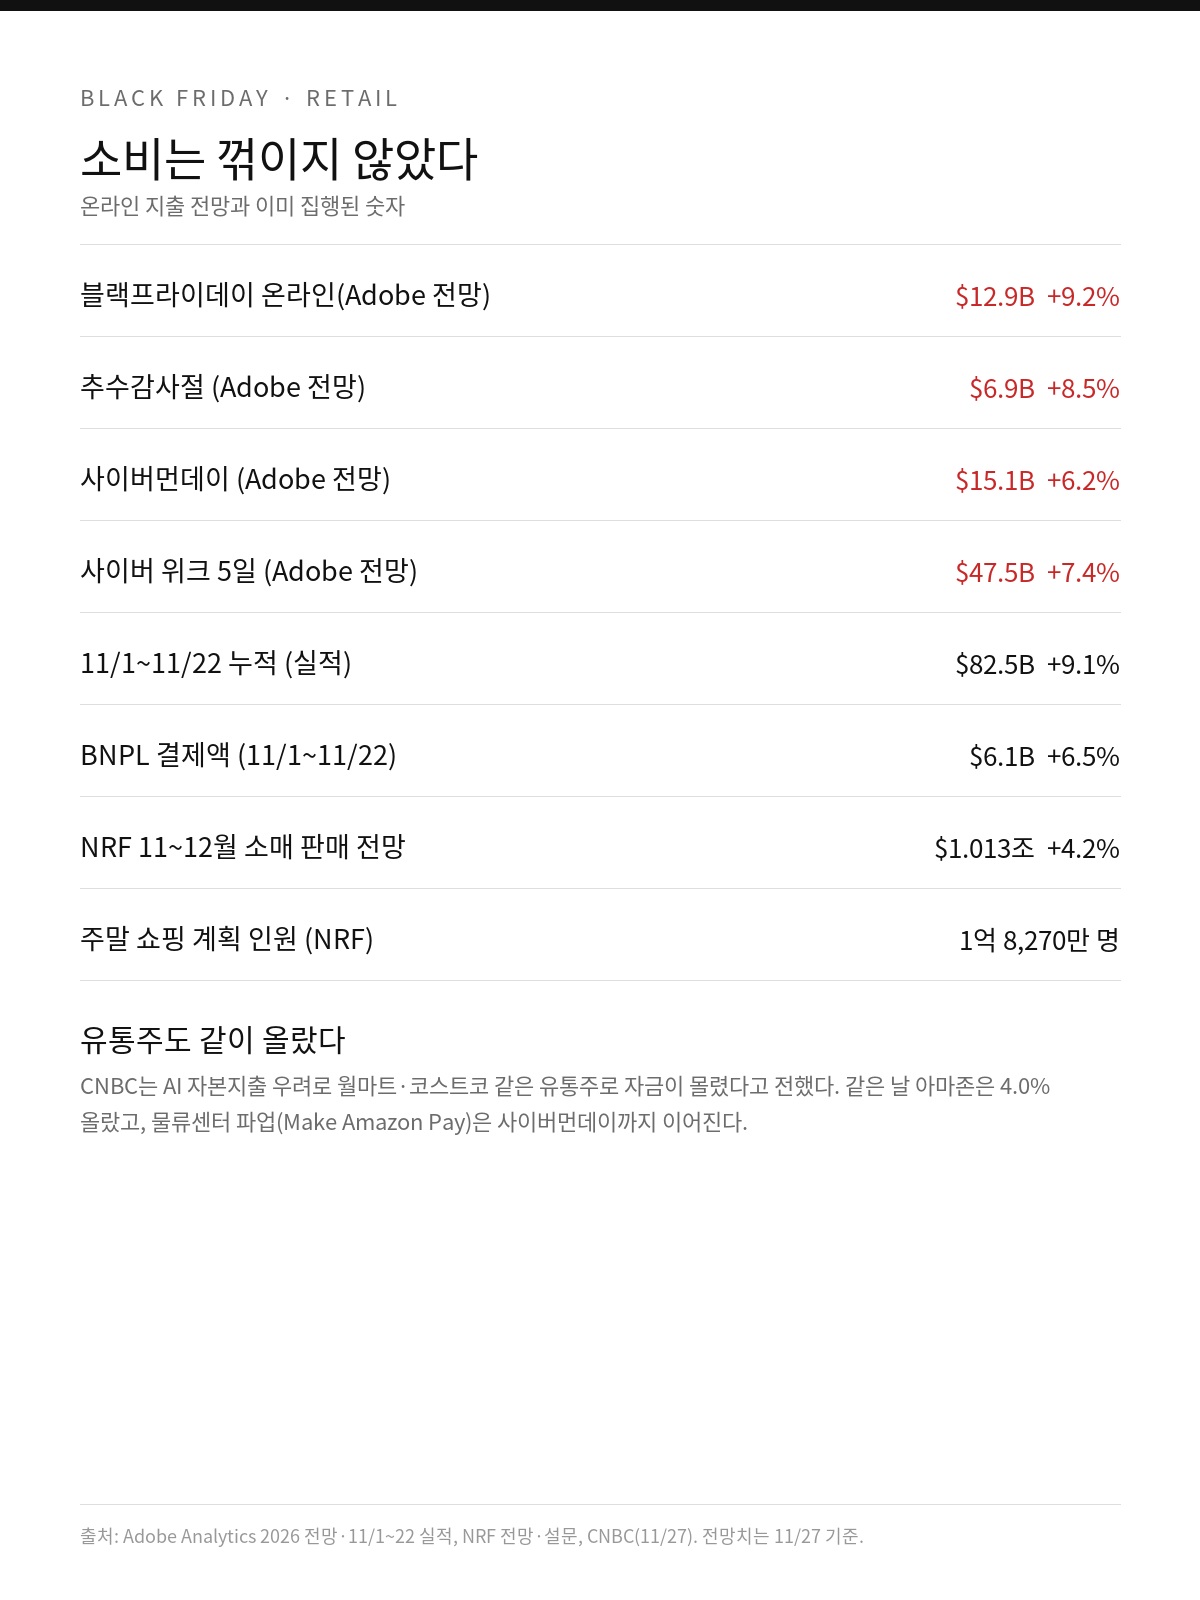 BLACK FRIDAY · RETAIL
소비는 꺾이지 않았다
온라인 지출 전망과 이미 집행된 숫자
블랙프라이데이 온라인(Adobe 전망) $12.9B +9.2%
추수감사절 (Adobe 전망) $6.9B +8.5%
사이버먼데이 (Adobe 전망) $15.1B +6.2%
사이버 위크 5일 (Adobe 전망) $47.5B +7.4%
11/1~11/22 누적 (실적) $82.5B +9.1%
BNPL 결제액 (11/1~11/22) $6.1B +6.5%
NRF 11~12월 소매 판매 전망 $1.013조 +4.2%
주말 쇼핑 계획 인원 (NRF) 1억 8,270만 명
유통주도 같이 올랐다
CNBC는 AI 자본지출 우려로 월마트·코스트코 같은 유통주로 자금이 몰렸다고 전했다. 같은 날 아마존은 4.0%
올랐고, 물류센터 파업(Make Amazon Pay)은 사이버먼데이까지 이어진다.
출처: Adobe Analytics 2026 전망·11/1~22 실적, NRF 전망·설문, CNBC(11/27). 전망치는 11/27 기준.